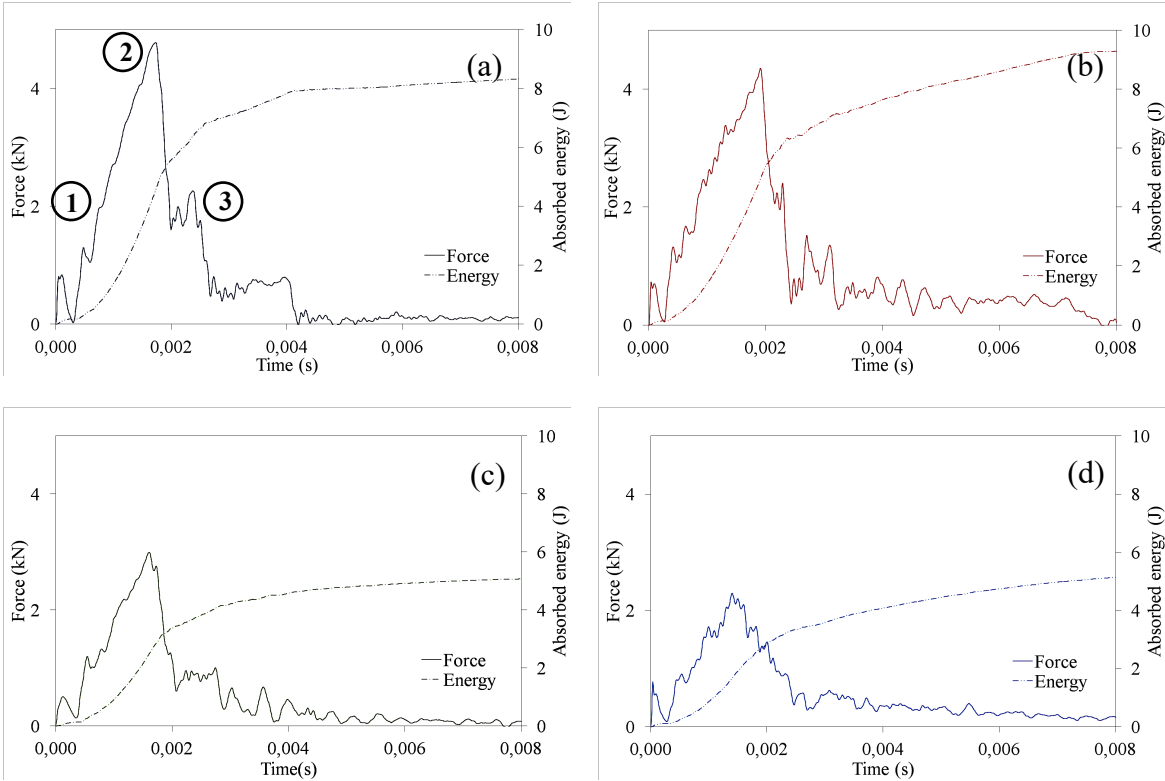 (a)
2
1
3
Force (kN)
4
2
0
Absorbed energy (J)
10
8
6
4
2
0
Force
Energy
0,000 0,002 0,004 0,006 0,008
Time (s)
(b)
Force (kN)
4
2
0
Absorbed energy (J)
10
8
6
4
2
0
Force
Energy
0,000 0,002 0,004 0,006 0,008
Time (s)
(c)
Force (kN)
4
2
0
Absorbed energy (J)
10
8
6
4
2
0
Force
Energy
0,000 0,002 0,004 0,006 0,008
Time(s)
(d)
Force (kN)
4
2
0
Absorbed energy (J)
10
8
6
4
2
0
Force
Energy
0,000 0,002 0,004 0,006 0,008
Time (s)